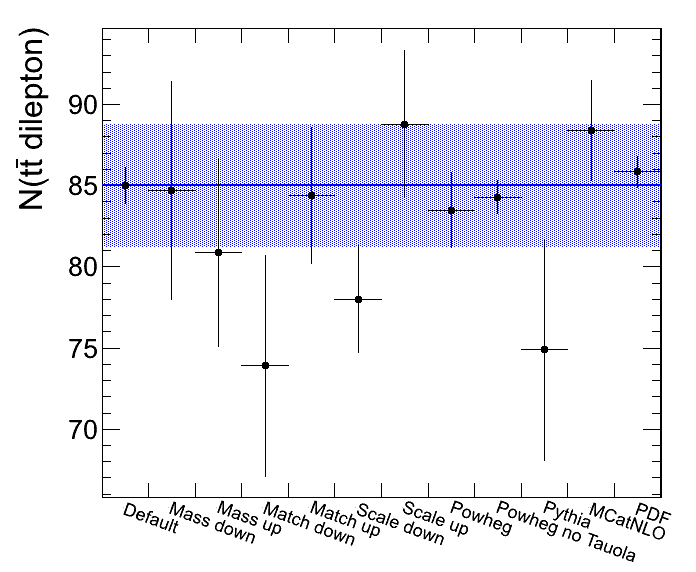 N(tt̄ dilepton)
90
85
80
75
70
Default
Mass down
Mass up
Match down
Match up
Scale down
Scale up
Powheg
Powheg no Tauola
Pythia
MCatNLO
PDF